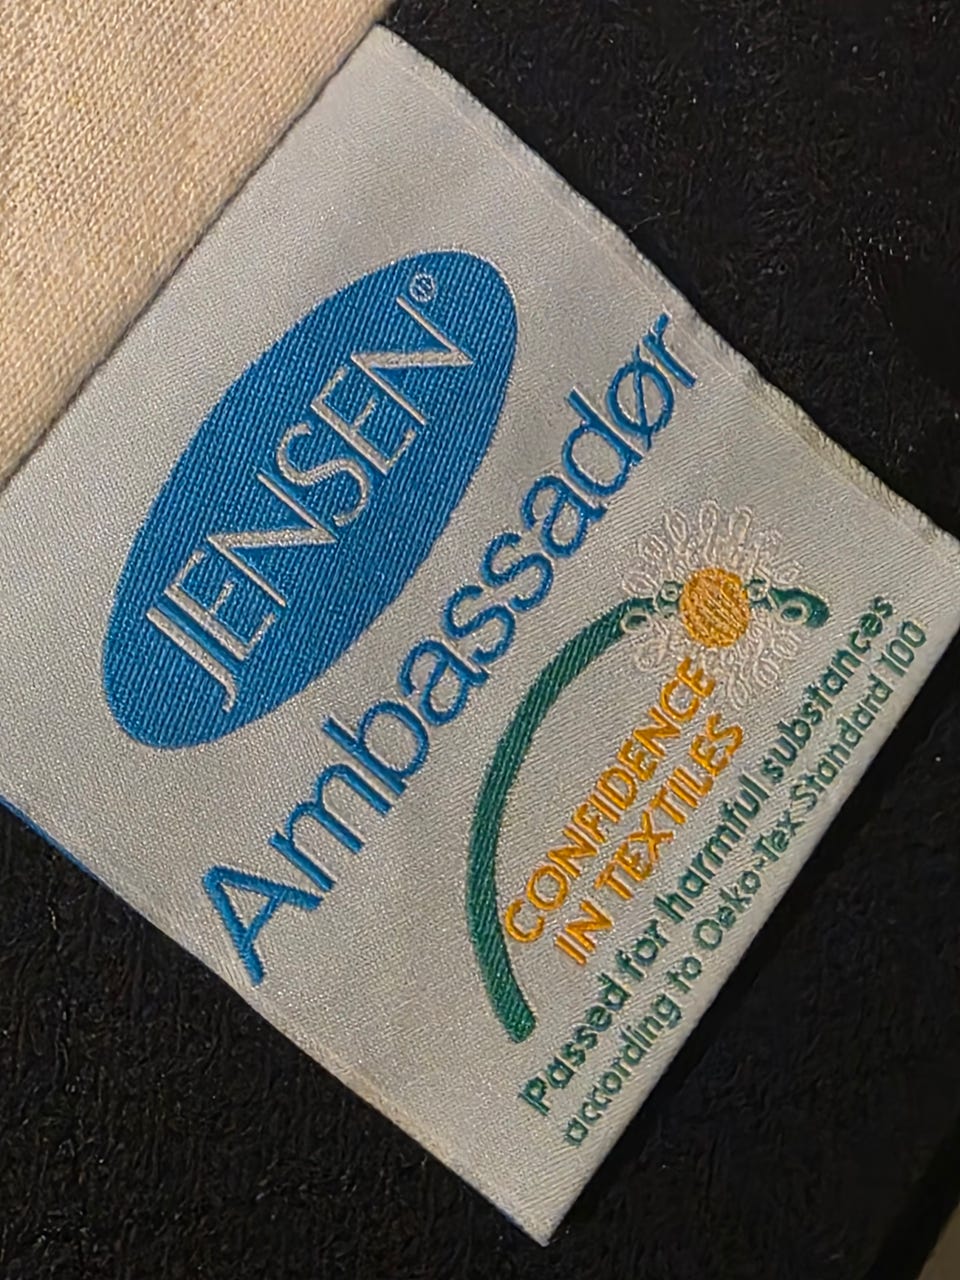 JENSEN®
Ambassadør
CONFIDENCE
IN TEXTILES
Passed for harmful substances
according to Oeko-Tex Standard 100